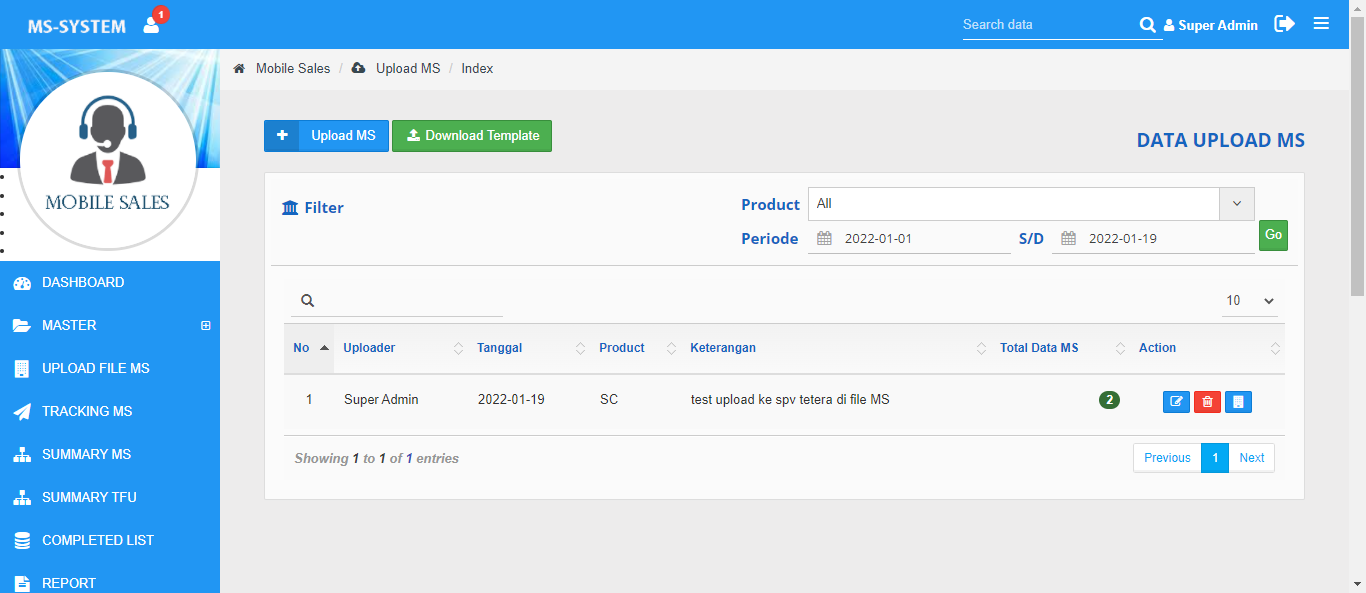 MS-SYSTEM 1 Search data Super Admin
Mobile Sales / Upload MS / Index
MOBILE SALES
DASHBOARD
MASTER
UPLOAD FILE MS
TRACKING MS
SUMMARY MS
SUMMARY TFU
COMPLETED LIST
REPORT
Upload MS Download Template
DATA UPLOAD MS
Filter
Product All
Periode 2022-01-01 S/D 2022-01-19 Go
10
No Uploader Tanggal Product Keterangan Total Data MS Action
1 Super Admin 2022-01-19 SC test upload ke spv tetera di file MS 2
Showing 1 to 1 of 1 entries
Previous 1 Next